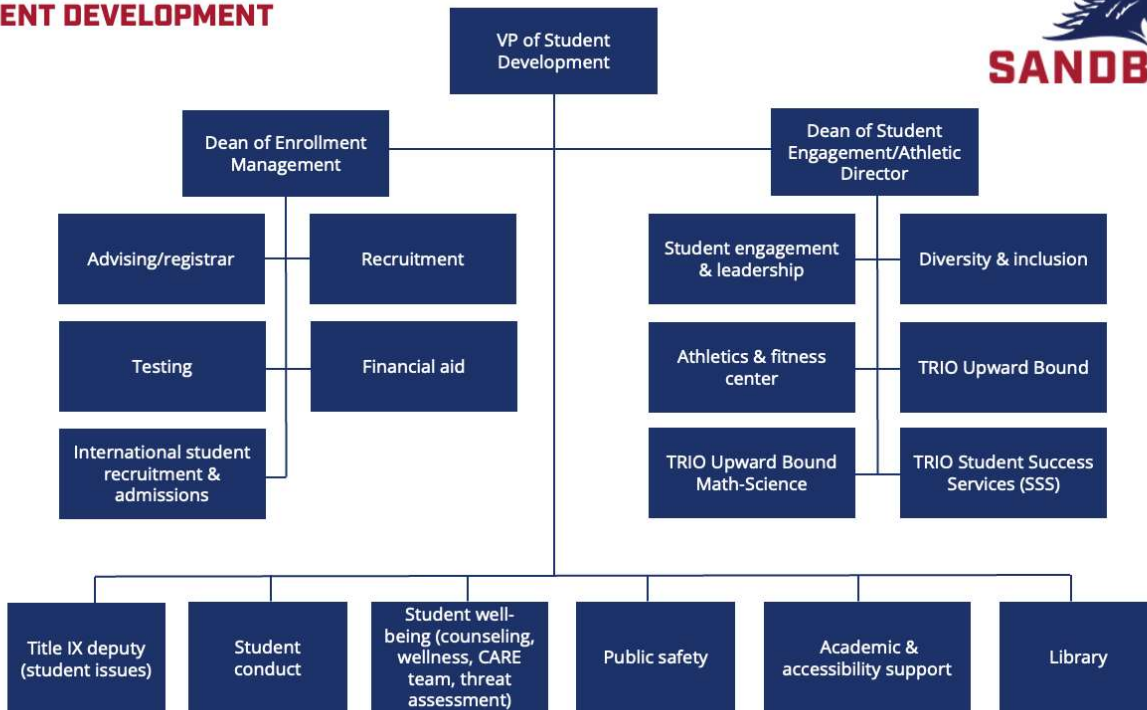 ENT DEVELOPMENT
SANDB
VP of Student
Development
Dean of Enrollment
Management
Dean of Student
Engagement/Athletic
Director
Advising/registrar
Recruitment
Testing
Financial aid
International student
recruitment &
admissions
Student engagement
& leadership
Diversity & inclusion
Athletics & fitness
center
TRIO Upward Bound
TRIO Upward Bound
Math-Science
TRIO Student Success
Services (SSS)
Title IX deputy
(student issues)
Student
conduct
Student well-
being (counseling,
wellness, CARE
team, threat
assessment)
Public safety
Academic &
accessibility support
Library